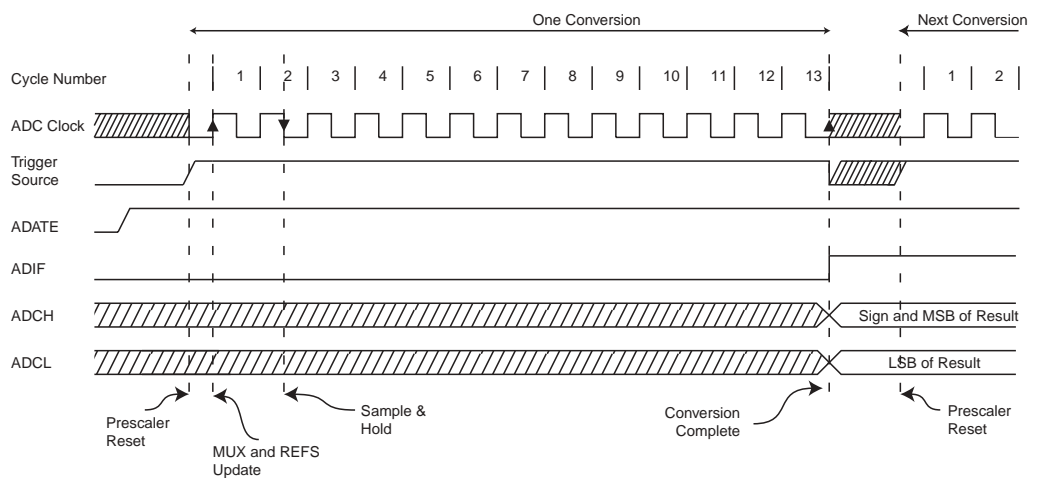 One Conversion
Next Conversion
Cycle Number
1 2 3 4 5 6 7 8 9 10 11 12 13 1 2
ADC Clock
Trigger
Source
ADATE
ADIF
ADCH
Sign and MSB of Result
ADCL
LSB of Result
Prescaler
Reset
MUX and REFS
Update
Sample &
Hold
Conversion
Complete
Prescaler
Reset